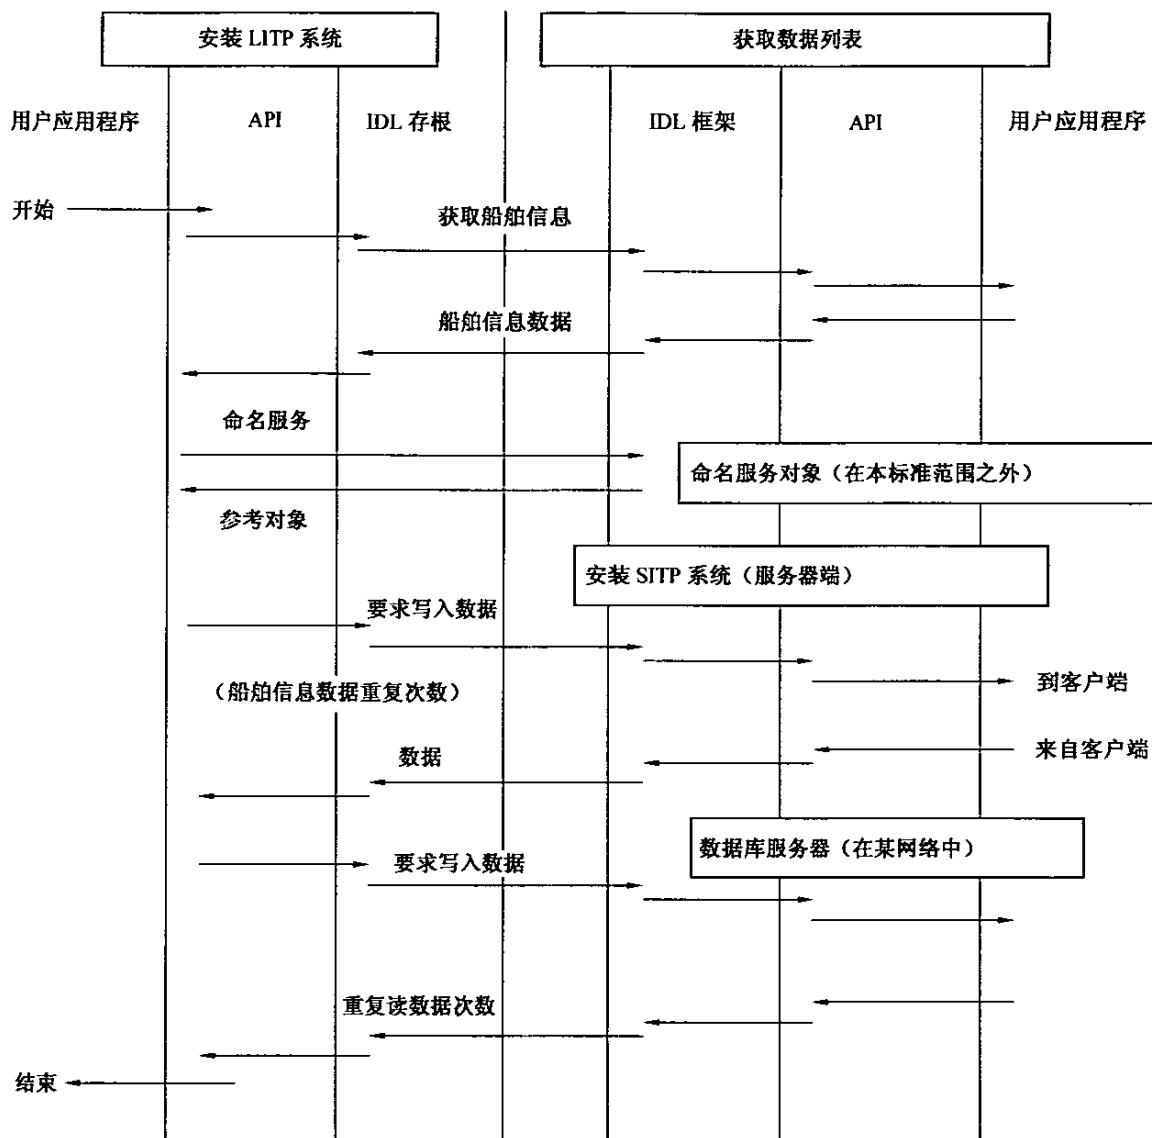 安装 LITP 系统
获取数据列表
用户应用程序
API
IDL 存根
IDL 框架
API
用户应用程序
开始
获取船舶信息
船舶信息数据
命名服务
命名服务对象（在本标准范围之外）
参考对象
安装 SITP 系统（服务器端）
要求写入数据
（船舶信息数据重复次数）
到客户端
来自客户端
数据
数据库服务器（在某网络中）
要求写入数据
重复读数据次数
结束